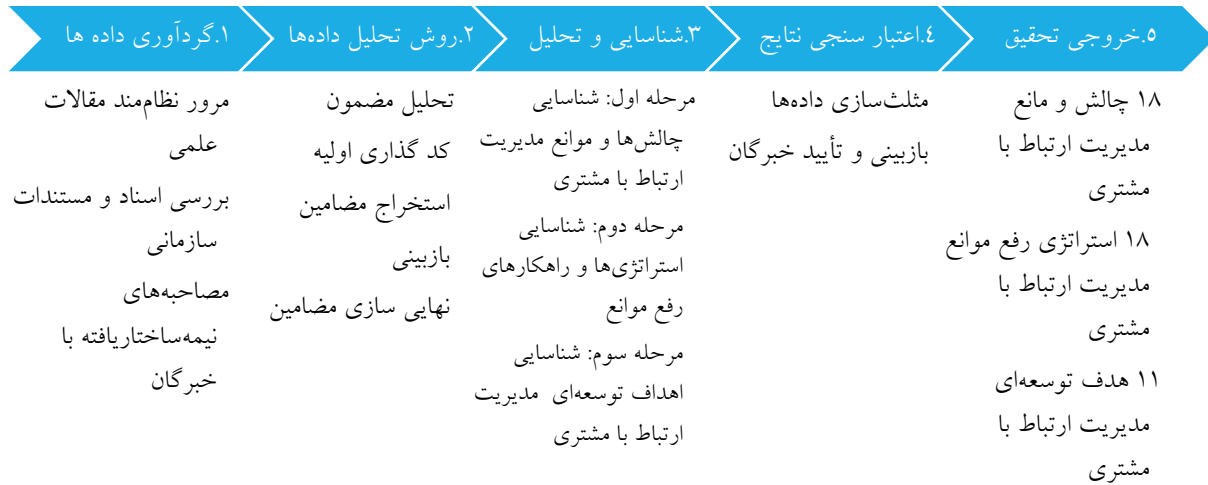 ۱.گردآوری داده ها
۲.روش تحلیل داده‌ها
۳.شناسایی و تحلیل
٤.اعتبار سنجی نتایج
۵.خروجی تحقیق
مرور نظام‌مند مقالات
علمی
بررسی اسناد و مستندات
سازمانی
مصاحبه‌های
نیمه‌ساختاریافته با
خبرگان
تحلیل مضمون
کد گذاری اولیه
استخراج مضامین
بازبینی
نهایی سازی مضامین
مرحله اول: شناسایی
چالش‌ها و موانع مدیریت
ارتباط با مشتری
مرحله دوم: شناسایی
استراتژی‌ها و راهکارهای
رفع موانع
مرحله سوم: شناسایی
اهداف توسعه‌ای مدیریت
ارتباط با مشتری
مثلث‌سازی داده‌ها
بازبینی و تأیید خبرگان
۱۸ چالش و مانع
مدیریت ارتباط با
مشتری
۱۸ استراتژی رفع موانع
مدیریت ارتباط با
مشتری
۱۱ هدف توسعه‌ای
مدیریت ارتباط با
مشتری